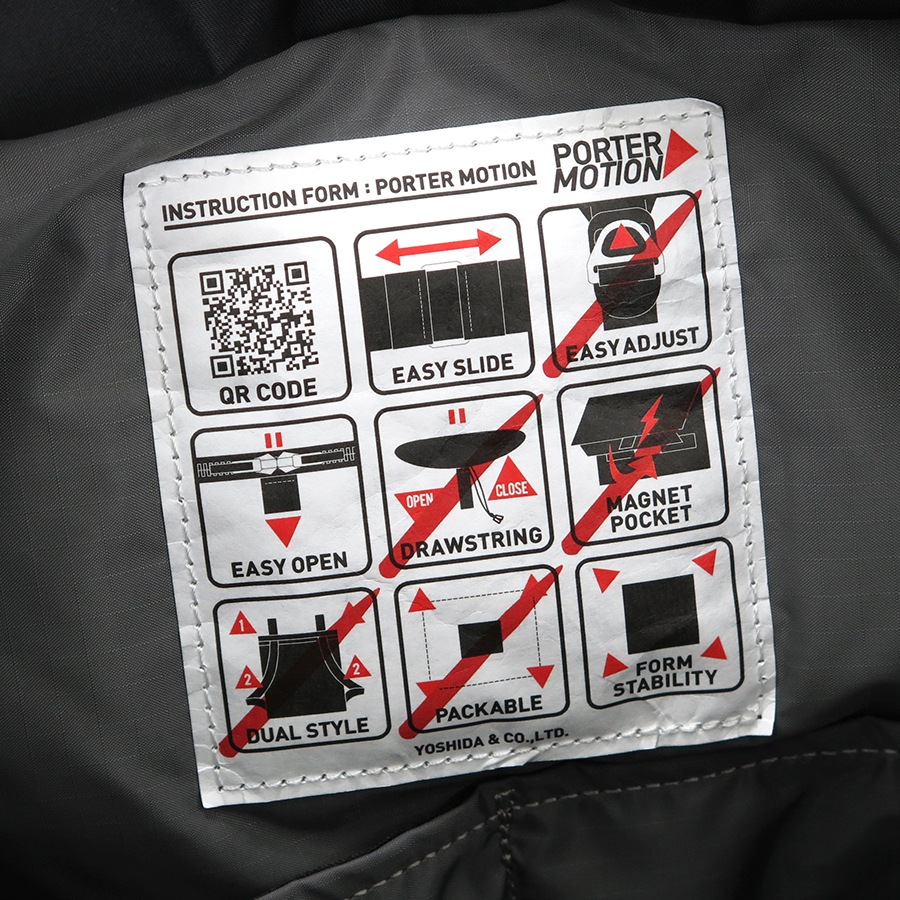 INSTRUCTION FORM : PORTER MOTION
PORTER
MOTION
QR CODE
EASY SLIDE
EASY ADJUST
EASY OPEN
OPEN
CLOSE
DRAWSTRING
MAGNET
POCKET
1
1
2
2
DUAL STYLE
PACKABLE
FORM
STABILITY
YOSHIDA & CO.,LTD.